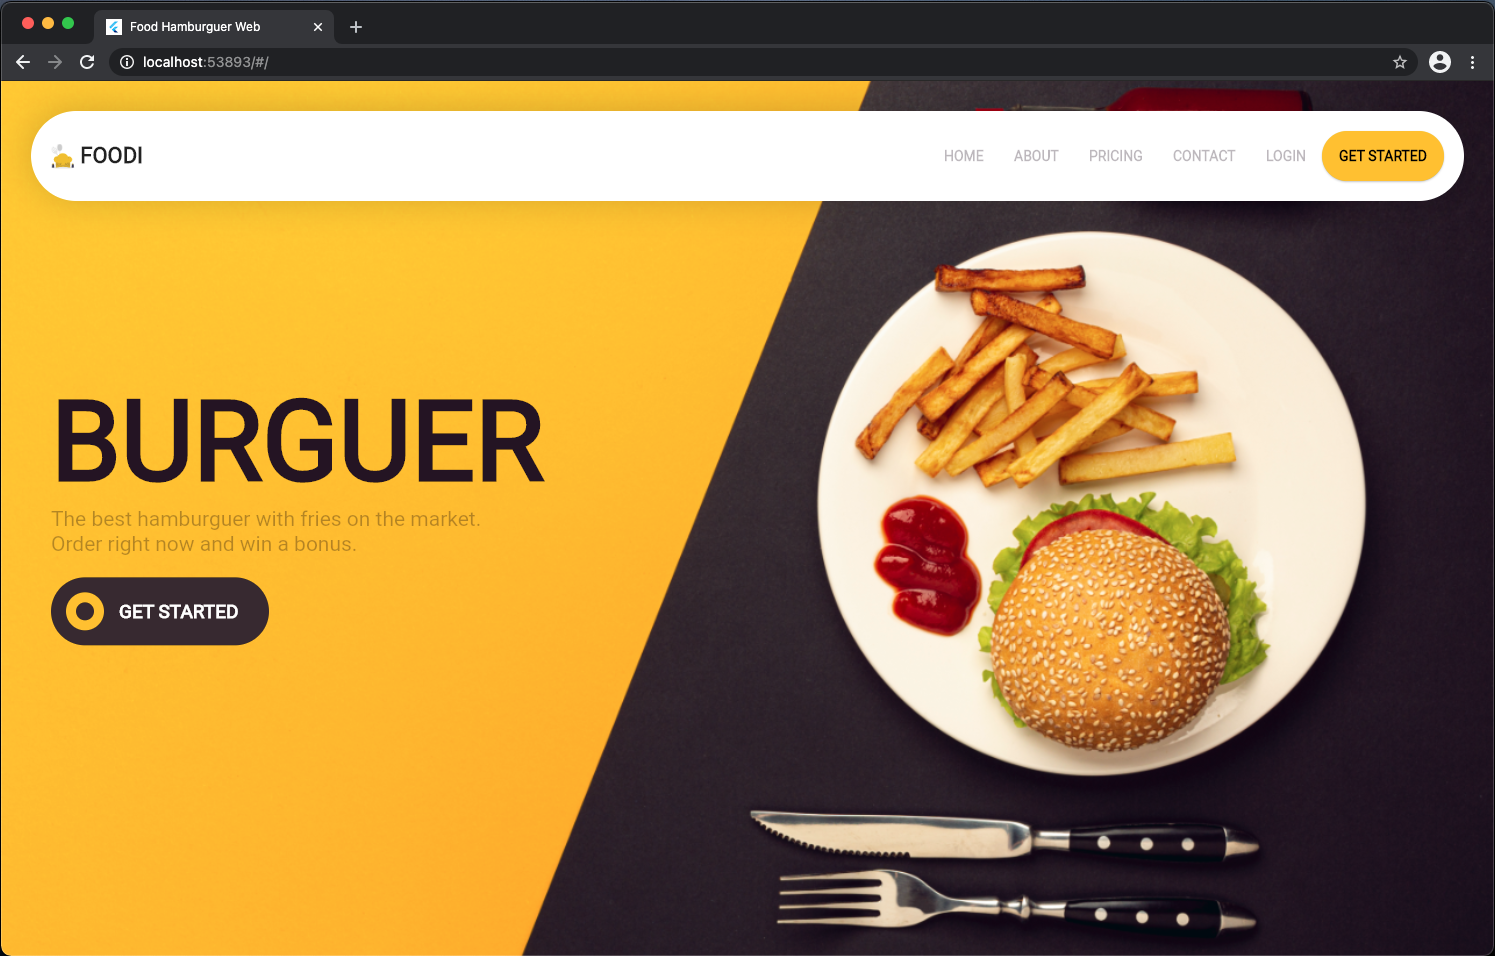 Food Hamburguer Web
localhost:53893/#/
FOODI
HOME
ABOUT
PRICING
CONTACT
LOGIN
GET STARTED
BURGUER
The best hamburguer with fries on the market.
Order right now and win a bonus.
GET STARTED